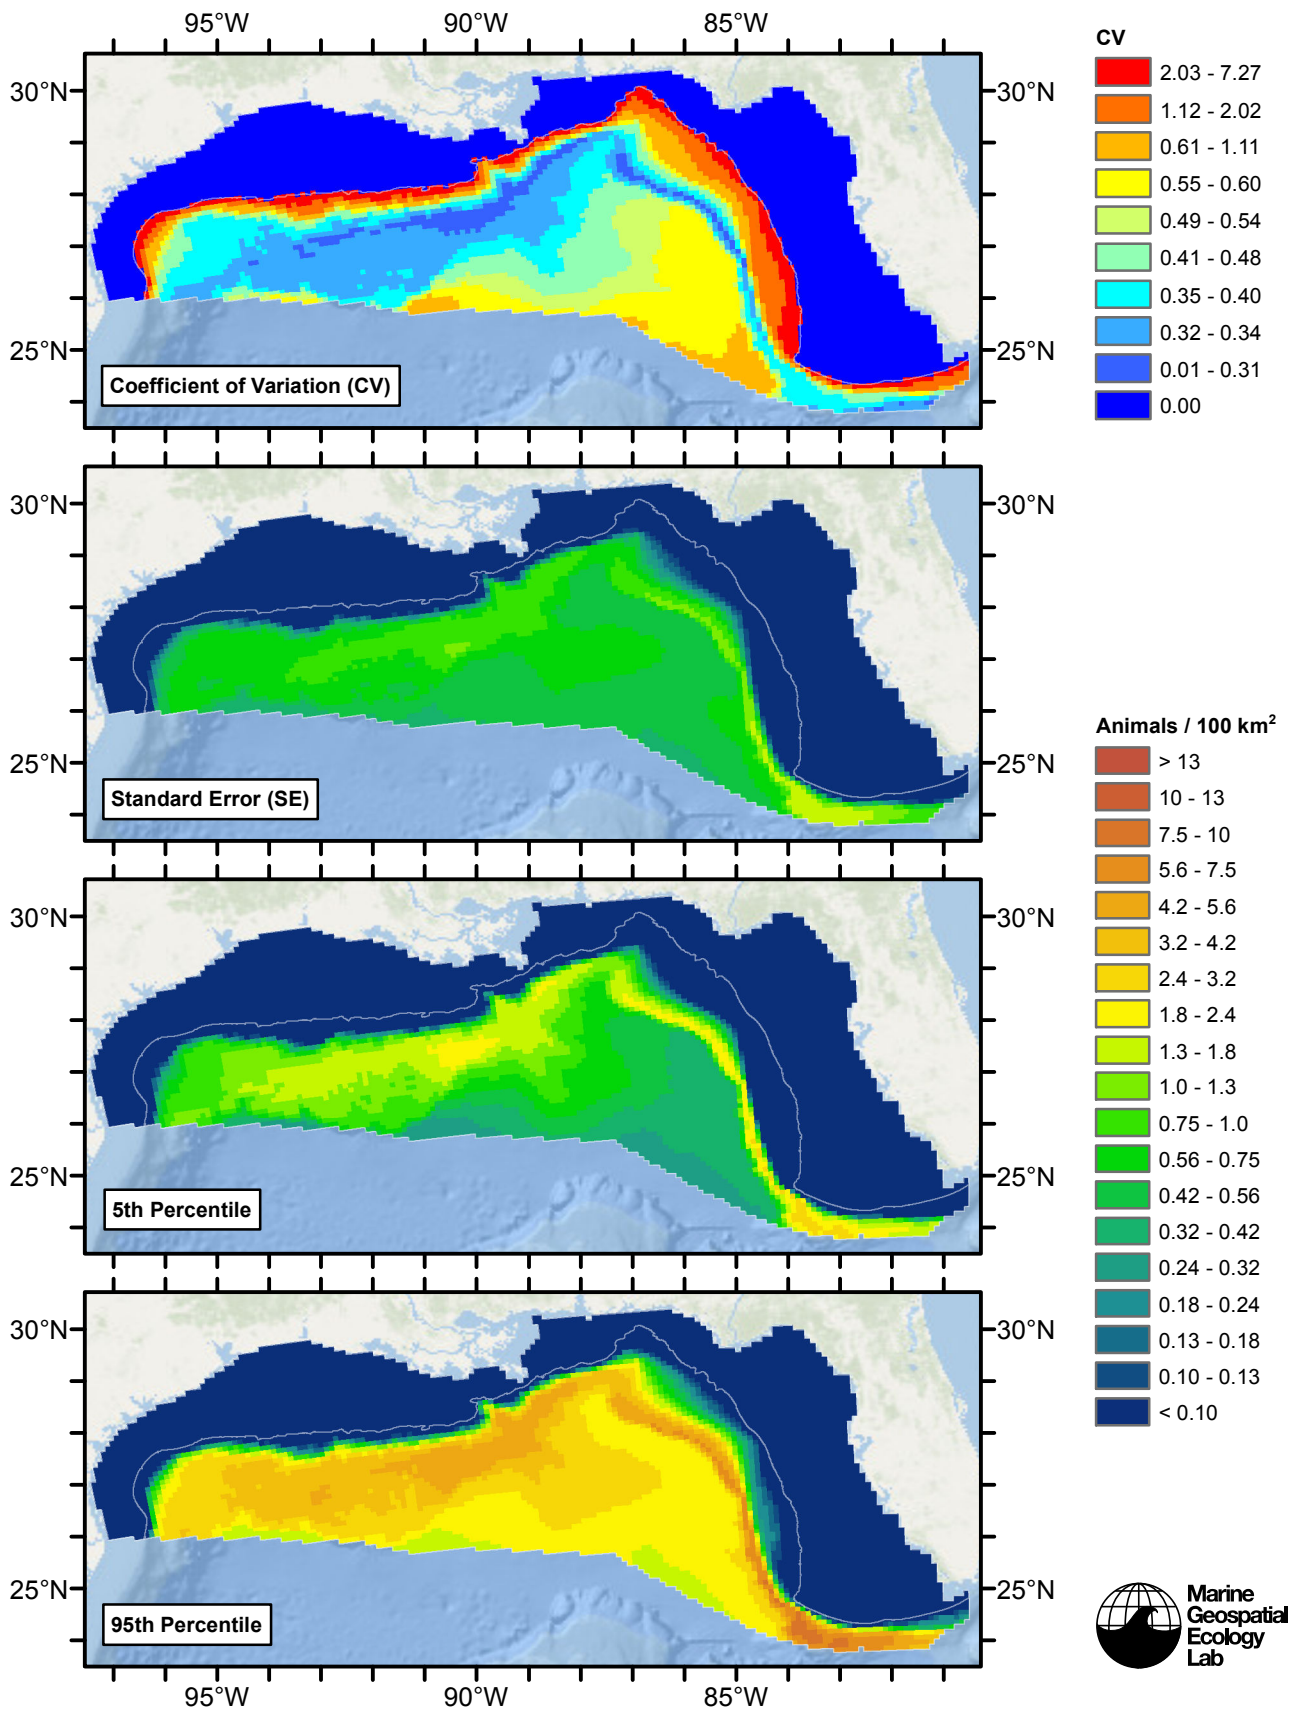 95°W 90°W 85°W
30°N 30°N
25°N 25°N
Coefficient of Variation (CV)
CV
2.03 - 7.27
1.12 - 2.02
0.61 - 1.11
0.55 - 0.60
0.49 - 0.54
0.41 - 0.48
0.35 - 0.40
0.32 - 0.34
0.01 - 0.31
0.00
30°N 30°N
25°N 25°N
Standard Error (SE)
30°N 30°N
25°N 25°N
5th Percentile
Animals / 100 km²
> 13
10 - 13
7.5 - 10
5.6 - 7.5
4.2 - 5.6
3.2 - 4.2
2.4 - 3.2
1.8 - 2.4
1.3 - 1.8
1.0 - 1.3
0.75 - 1.0
0.56 - 0.75
0.42 - 0.56
0.32 - 0.42
0.24 - 0.32
0.18 - 0.24
0.13 - 0.18
0.10 - 0.13
< 0.10
30°N 30°N
25°N 25°N
95th Percentile
95°W 90°W 85°W
Marine
Geospatial
Ecology
Lab